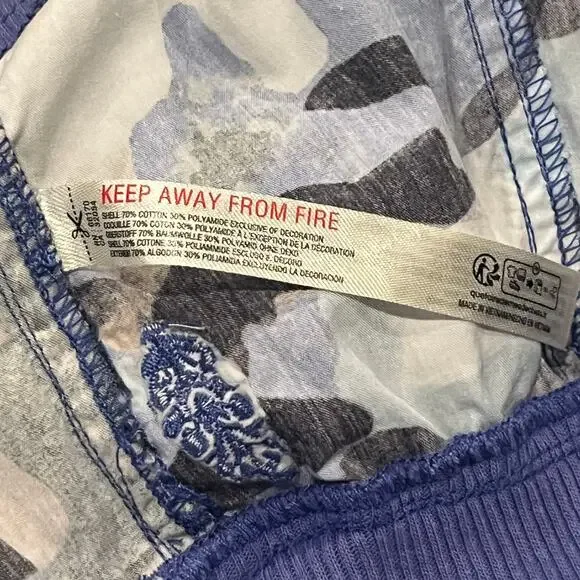 KEEP AWAY FROM FIRE
SHELL 70% COTTON 30% POLYAMIDE EXCLUSIVE OF DECORATION
COQUILLE 70% COTON 30% POLYAMIDE A L'EXCEPTION DE LA DÉCORATION
OBERSTOFF 70% BAUMWOLLE 30% POLYAMID OHNE DEKO
SHELL 70% COTONE 30% POLIAMMIDE ESCLUSO IL DECORO
EXTERIOR 70% ALGODON 30% POLIAMIDA EXCLUYENDO LA DECORACIÓN
MADE IN VIETNAM